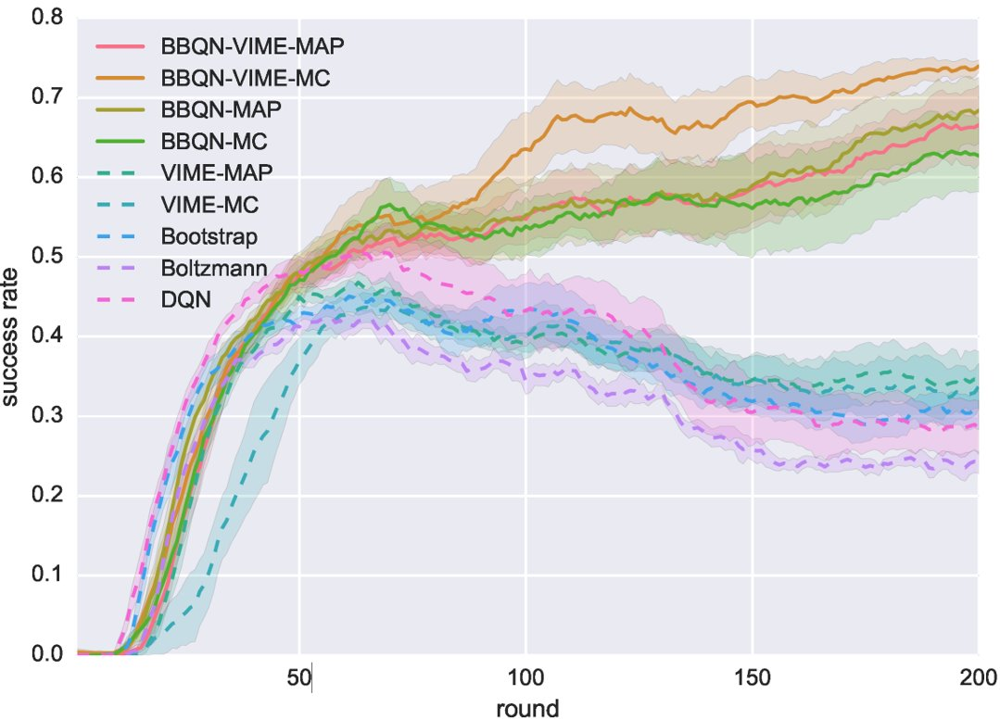 0.8
0.7
0.6
0.5
0.4
0.3
0.2
0.1
0.0
success rate
BBQN-VIME-MAP
BBQN-VIME-MC
BBQN-MAP
BBQN-MC
VIME-MAP
VIME-MC
Bootstrap
Boltzmann
DQN
50 100 150 200
round